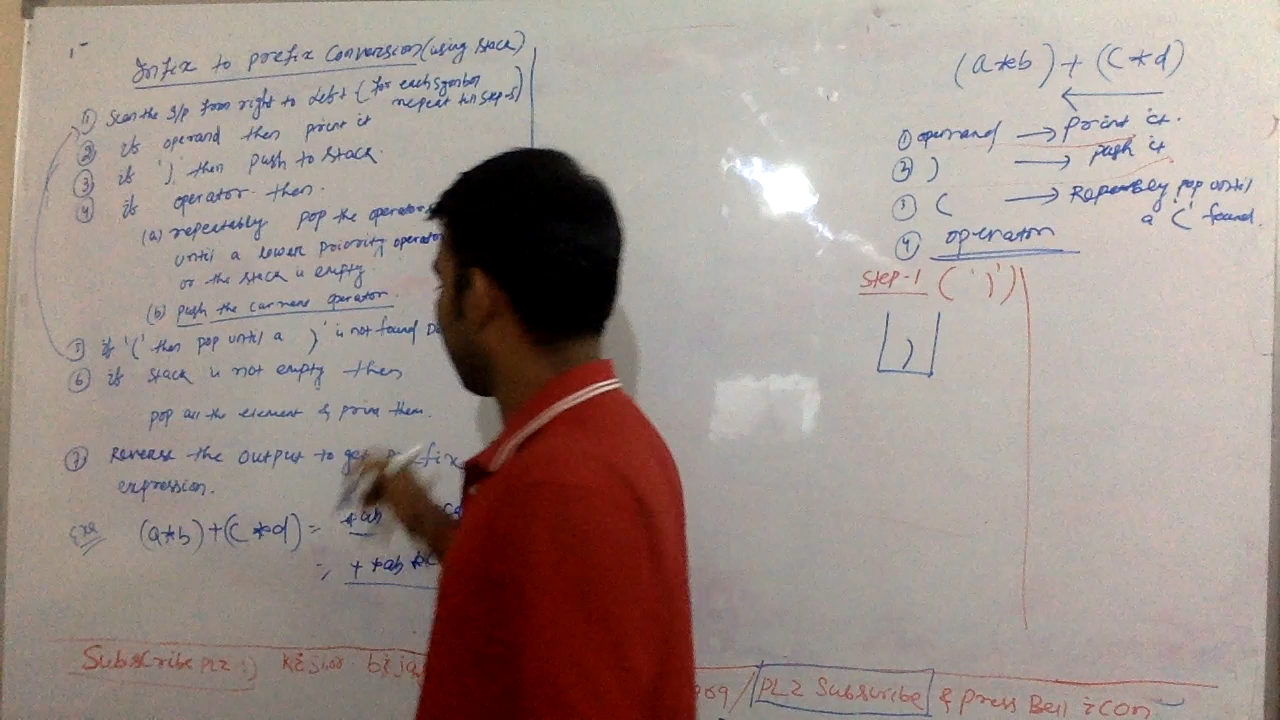 1-
Infix to prefix conversion (using stack)
① Scan the I/p from right to left (for each symbol
repeat till step-5)
② if operand then print it
③ if ')' then push to stack.
④ if operator then.
(a) repeatably pop the operator
until a lower priority operator
or the stack is empty
(b) push the current operator.
⑤ if '(' then pop until a ')' is not found
⑥ if stack is not empty then
pop all the element & print them.
⑦ Reverse the output to get
expression.
(a*b)+(c*d) =
= + *ab *c
Subscribe PLZ :)
(a*b)+(c*d)
① operand → print it.
② ) → push it
③ ( → Repeatably pop until
a '(' found.
④ operator
Step-1 (')')
)
/ PLZ Subscribe & press Bell icon